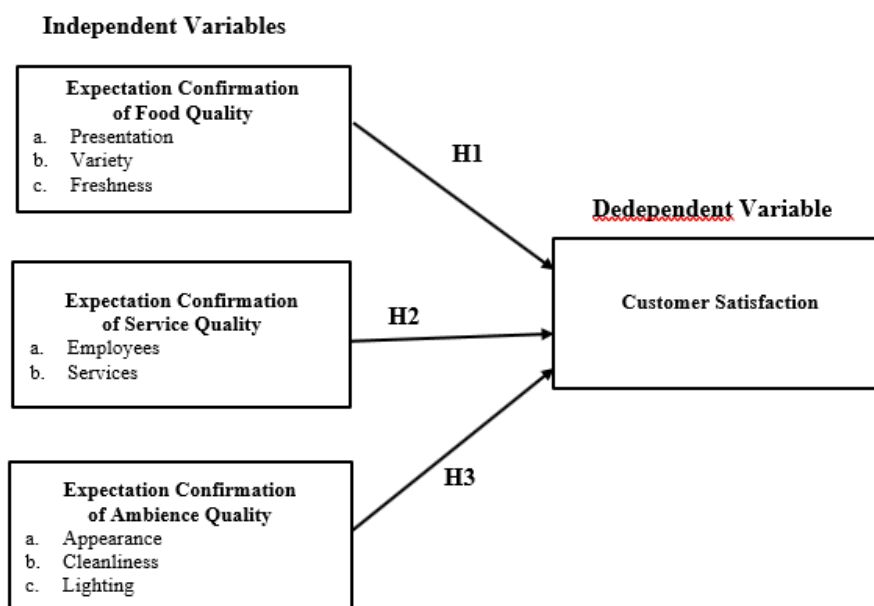 Independent Variables
Expectation Confirmation
of Food Quality
a. Presentation
b. Variety
c. Freshness
H1
Dedependent Variable
Customer Satisfaction
Expectation Confirmation
of Service Quality
a. Employees
b. Services
H2
Expectation Confirmation
of Ambience Quality
a. Appearance
b. Cleanliness
c. Lighting
H3